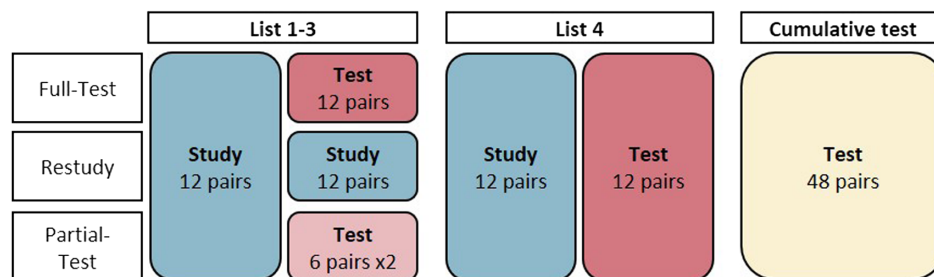 List 1-3
List 4
Cumulative test
Full-Test
Test
12 pairs
Restudy
Study
12 pairs
Study
12 pairs
Study
12 pairs
Test
12 pairs
Test
48 pairs
Partial-
Test
Test
6 pairs x2